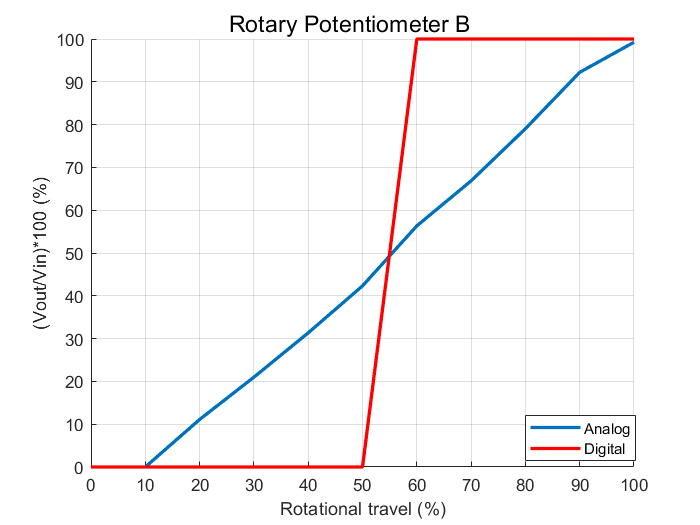 Rotary Potentiometer B
(Vout/Vin)*100 (%)
100
90
80
70
60
50
40
30
20
10
0
0 10 20 30 40 50 60 70 80 90 100
Rotational travel (%)
Analog
Digital